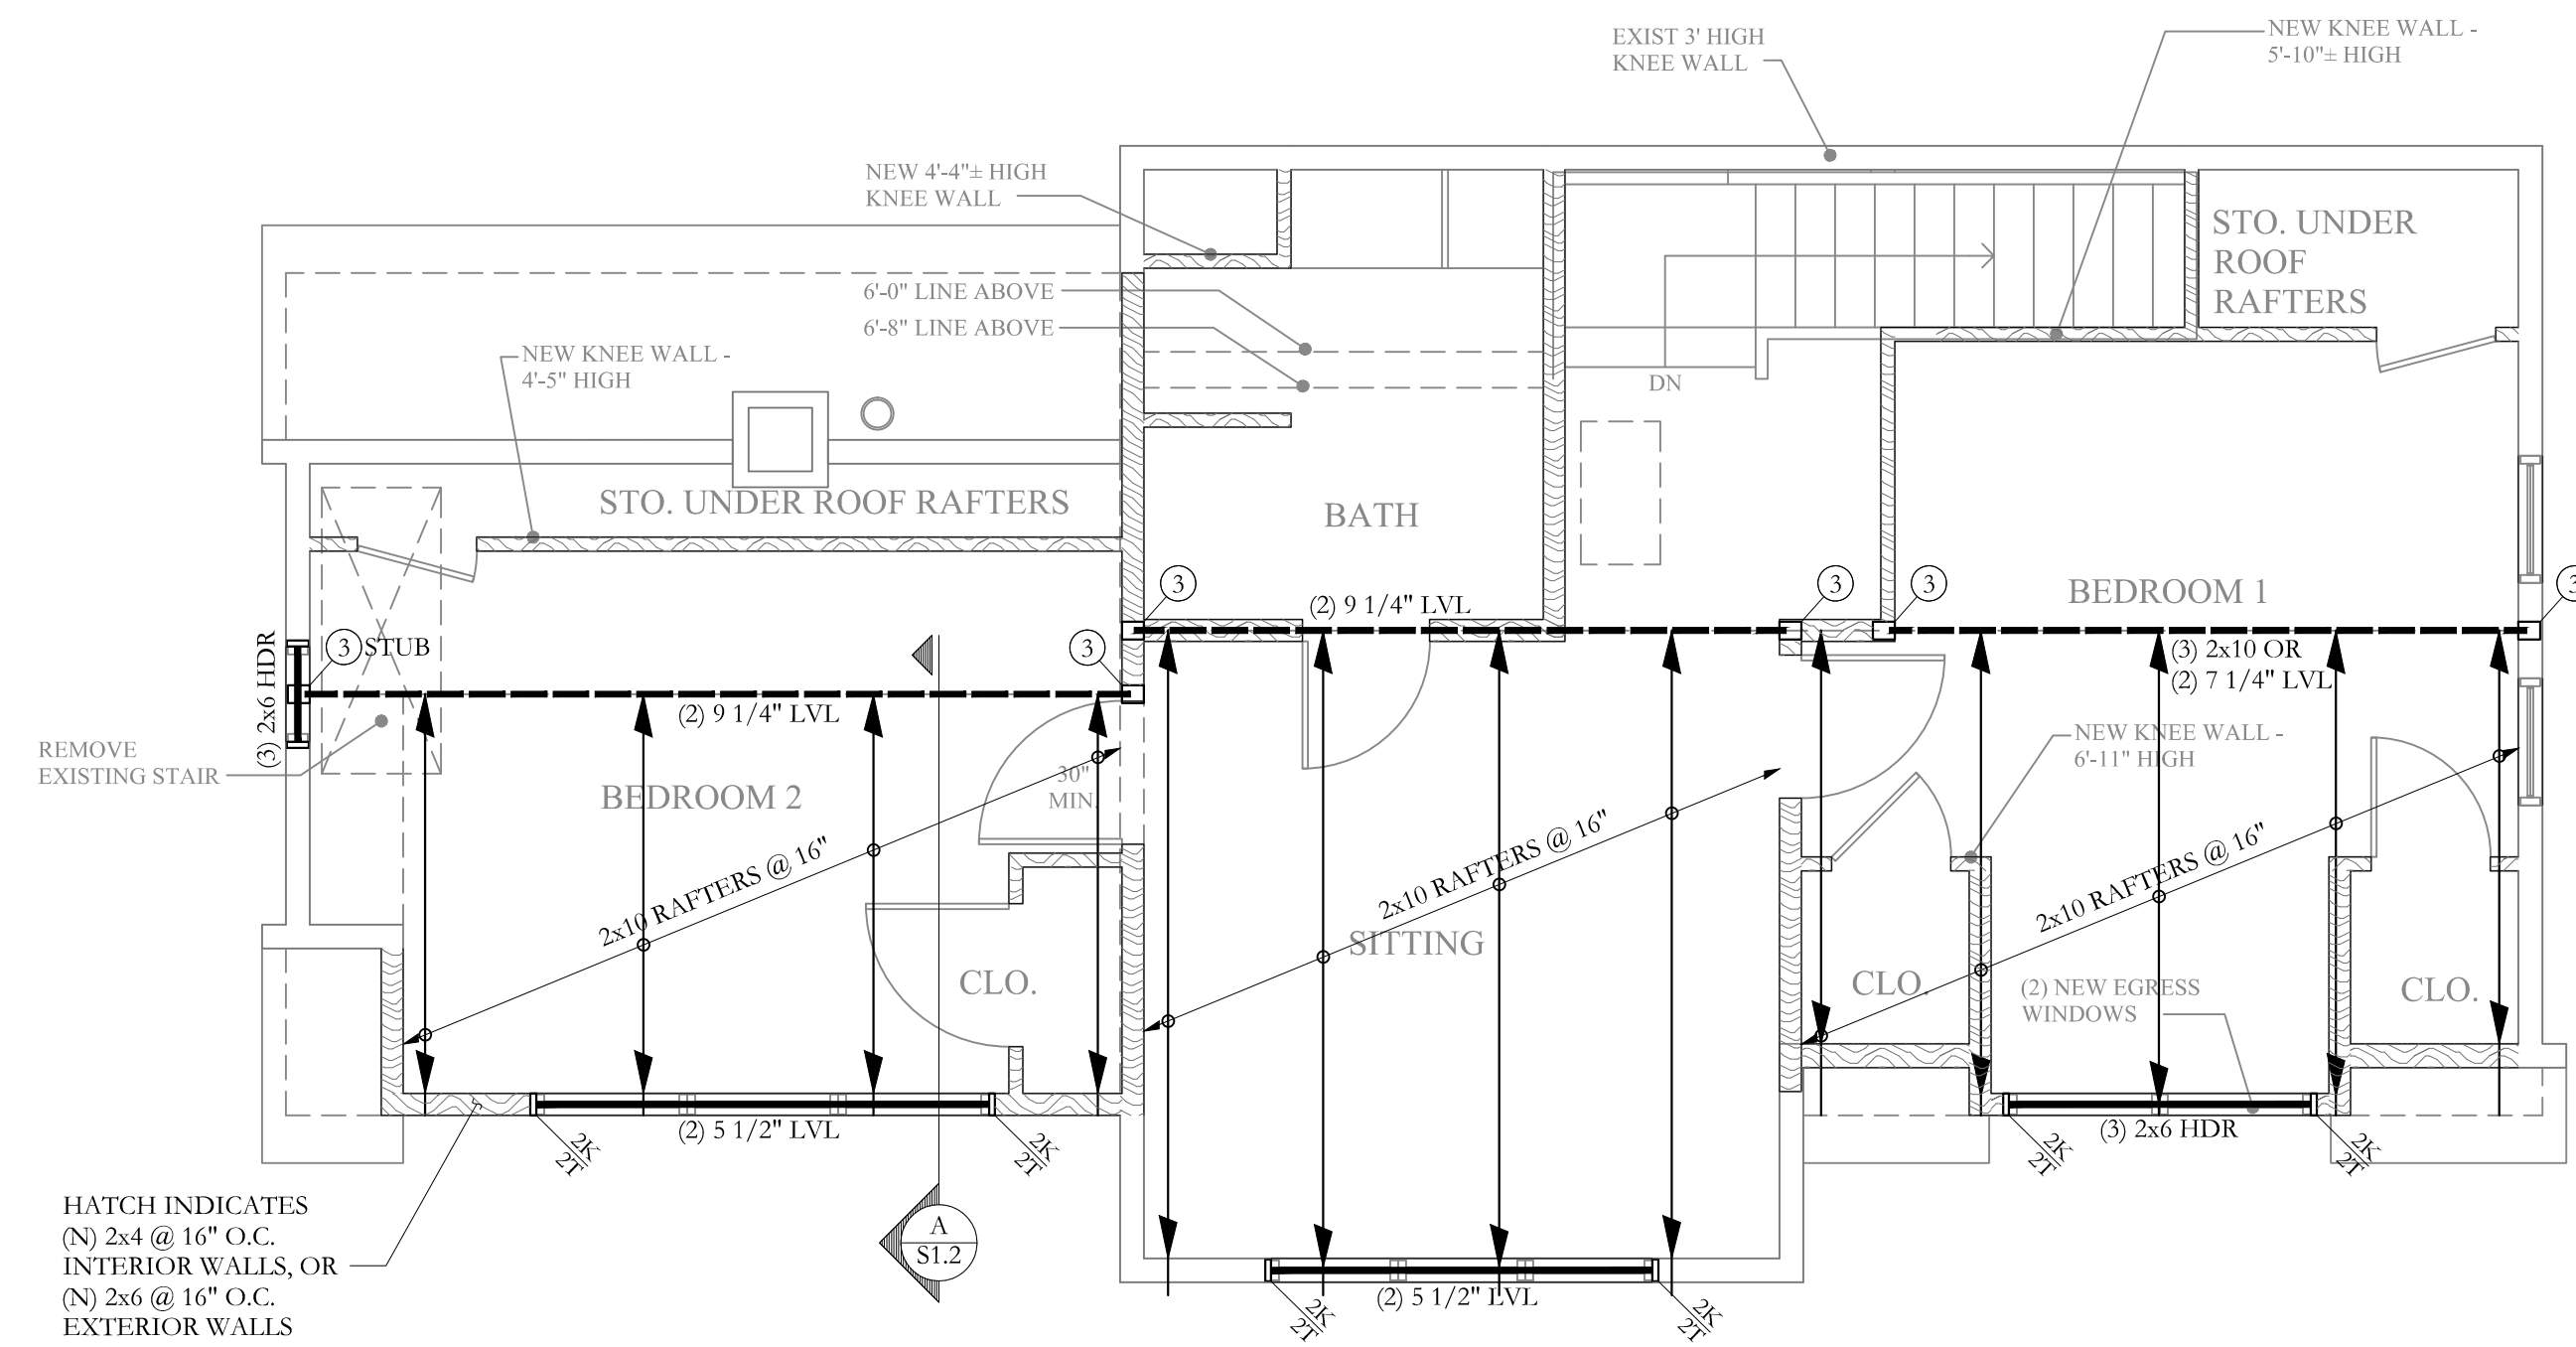 EXIST 3' HIGH
KNEE WALL
NEW KNEE WALL -
5'-10"± HIGH
NEW 4'-4"± HIGH
KNEE WALL
STO. UNDER
ROOF
RAFTERS
6'-0" LINE ABOVE
6'-8" LINE ABOVE
NEW KNEE WALL -
4'-5" HIGH
DN
STO. UNDER ROOF RAFTERS
BATH
3
3
3
3
BEDROOM 1
(2) 9 1/4" LVL
(3) 2x6 HDR
3 STUB
3
(3) 2x10 OR
(2) 7 1/4" LVL
(2) 9 1/4" LVL
REMOVE
EXISTING STAIR
NEW KNEE WALL -
6'-11" HIGH
30"
MIN.
BEDROOM 2
2x10 RAFTERS @ 16"
2x10 RAFTERS @ 16"
2x10 RAFTERS @ 16"
SITTING
CLO.
CLO.
(2) NEW EGRESS
WINDOWS
CLO.
(2) 5 1/2" LVL
(3) 2x6 HDR
2K
2T
2K
2T
2K
2T
2K
2T
HATCH INDICATES
(N) 2x4 @ 16" O.C.
INTERIOR WALLS, OR
(N) 2x6 @ 16" O.C.
EXTERIOR WALLS
A
S1.2
(2) 5 1/2" LVL
2K
2T
2K
2T